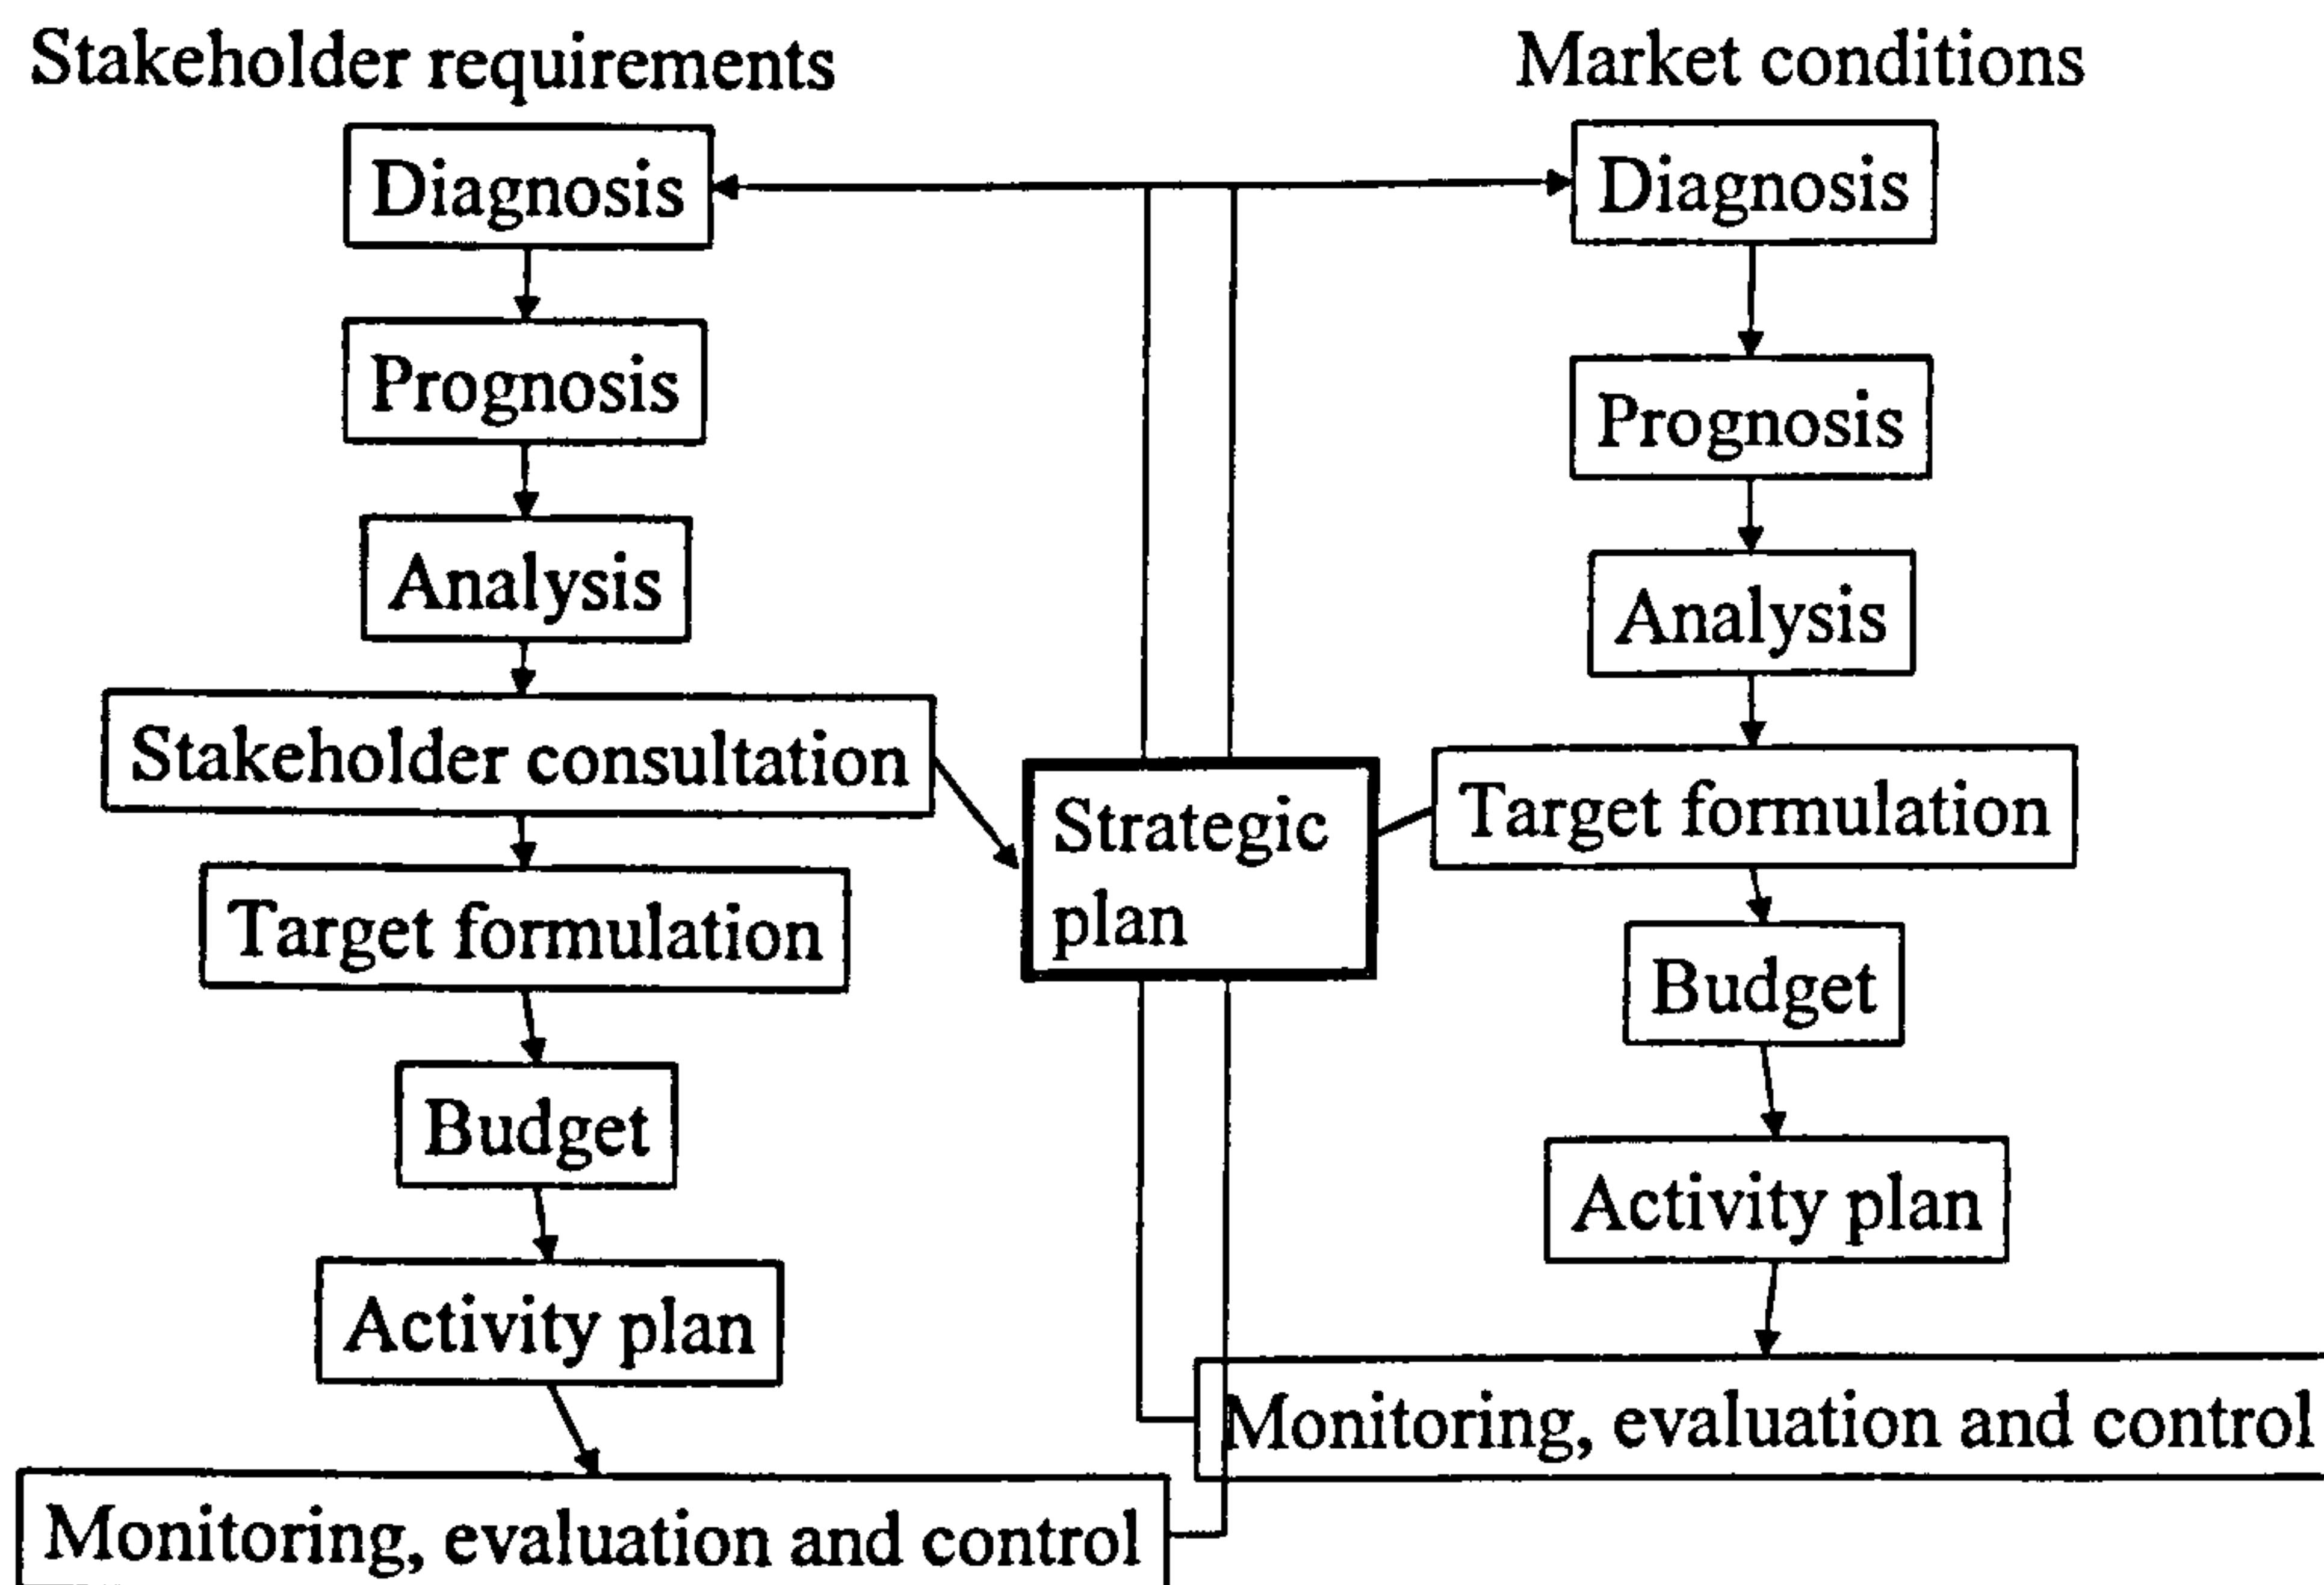 Stakeholder requirements
Diagnosis
Prognosis
Analysis
Stakeholder consultation
Target formulation
Budget
Activity plan
Monitoring, evaluation and control
Strategic
plan
Market conditions
Diagnosis
Prognosis
Analysis
Target formulation
Budget
Activity plan
Monitoring, evaluation and control